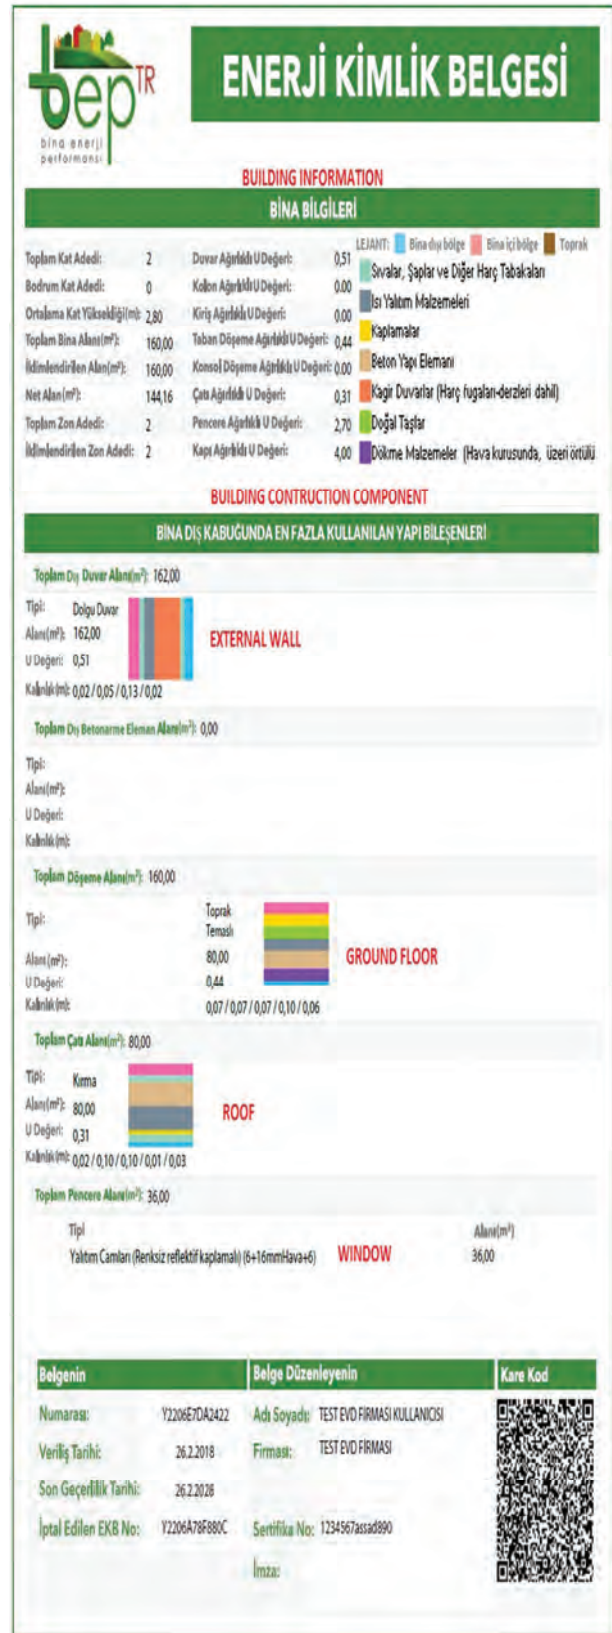 bep TR
bina enerji
performansı
ENERJİ KİMLİK BELGESİ
BUILDING INFORMATION
BİNA BİLGİLERİ
LEJANT: Bina dışı bölge Bina içi bölge Toprak
Toplam Kat Adedi: 2 Duvar Ağırlıklı U Değeri: 0,51
Sıvalar, Şaplar ve Diğer Harç Tabakaları
Bodrum Kat Adedi: 0 Kolon Ağırlıklı U Değeri: 0.00
Isı Yalıtım Malzemeleri
Ortalama Kat Yüksekliği(m): 2,80 Kiriş Ağırlıklı U Değeri: 0.00
Kaplamalar
Toplam Bina Alanı(m²): 160,00 Taban Döşeme Ağırlıklı U Değeri: 0,44
Beton Yapı Elemanı
İklimlendirilen Alan(m²): 160,00 Konsol Döşeme Ağırlıklı U Değeri: 0.00
Net Alan(m²): 144,16 Çatı Ağırlıklı U Değeri: 0,31
Kagir Duvarlar (Harç fugaları-derzleri dahil)
Toplam Zon Adedi: 2 Pencere Ağırlıklı U Değeri: 2,70
Doğal Taşlar
İklimlendirilen Zon Adedi: 2 Kapı Ağırlıklı U Değeri: 4,00
Dökme Malzemeler (Hava kurusunda, üzeri örtülü
BUILDING CONTRUCTION COMPONENT
BİNA DIŞ KABUĞUNDA EN FAZLA KULLANILAN YAPI BİLEŞENLERİ
Toplam Dış Duvar Alanı(m²): 162,00
Tipi: Dolgu Duvar
Alanı(m²): 162,00
EXTERNAL WALL
U Değeri: 0,51
Kalınlık(m): 0,02 / 0,05 / 0,13 / 0,02
Toplam Dış Betonarme Eleman Alanı(m²): 0,00
Tipi:
Alanı(m²):
U Değeri:
Kalınlık(m):
Toplam Döşeme Alanı(m²): 160,00
Tipi: Toprak
Temaslı
Alanı(m²): 80,00
GROUND FLOOR
U Değeri: 0,44
Kalınlık(m): 0,07 / 0,07 / 0,07 / 0,10 / 0,06
Toplam Çatı Alanı(m²): 80,00
Tipi: Kırma
Alanı(m²): 80,00
ROOF
U Değeri: 0,31
Kalınlık(m): 0,02 / 0,10 / 0,10 / 0,01 / 0,03
Toplam Pencere Alanı(m²): 36,00
Tipi Alanı(m²)
Yalıtım Camları (Renksiz reflektif kaplamalı) (6+16mmHava+6) WINDOW 36,00
Belgenin Belge Düzenleyenin Kare Kod
Numarası: Y2206E7DA2422 Adı Soyadı: TEST EVD FİRMASI KULLANICISI
Veriliş Tarihi: 26.2.2018 Firması: TEST EVD FİRMASI
Son Geçerlilik Tarihi: 26.2.2028
İptal Edilen EKB No: Y2206A78F880C Sertifika No: 1234567assad890
İmza: